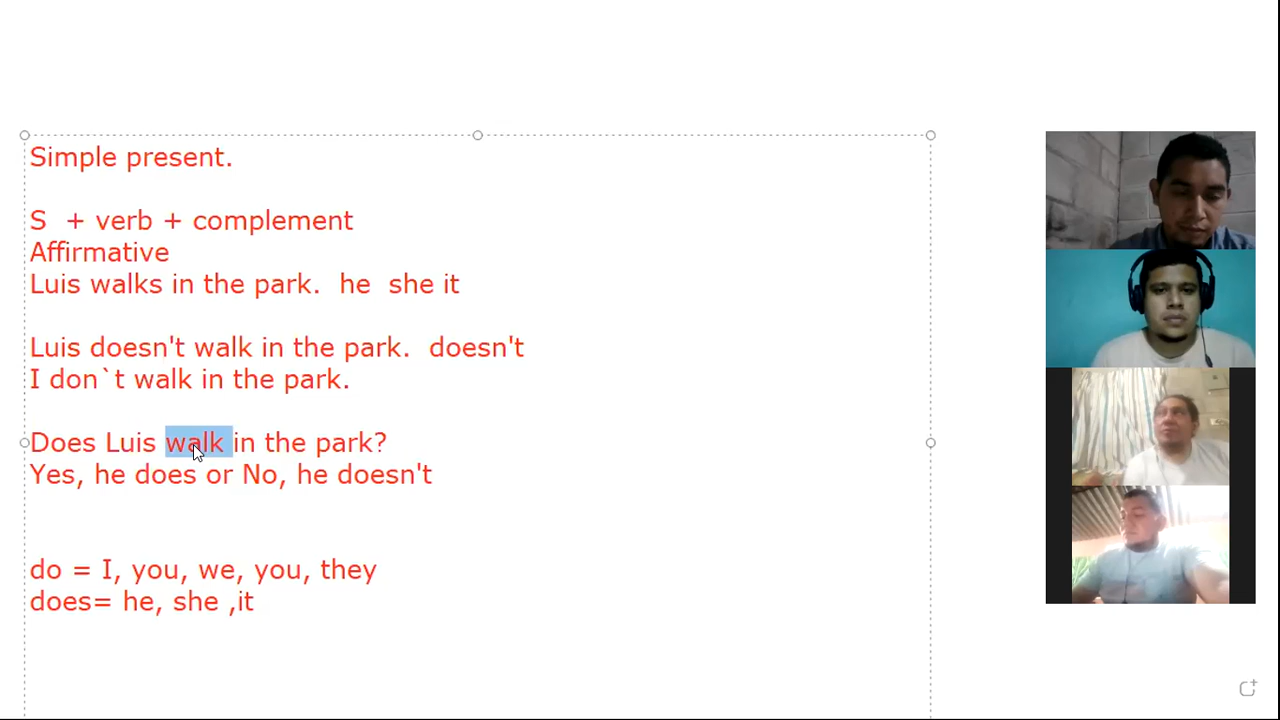 Simple present.
S + verb + complement
Affirmative
Luis walks in the park. he she it
Luis doesn't walk in the park. doesn't
I don`t walk in the park.
Does Luis walk in the park?
Yes, he does or No, he doesn't
do = I, you, we, you, they
does= he, she ,it